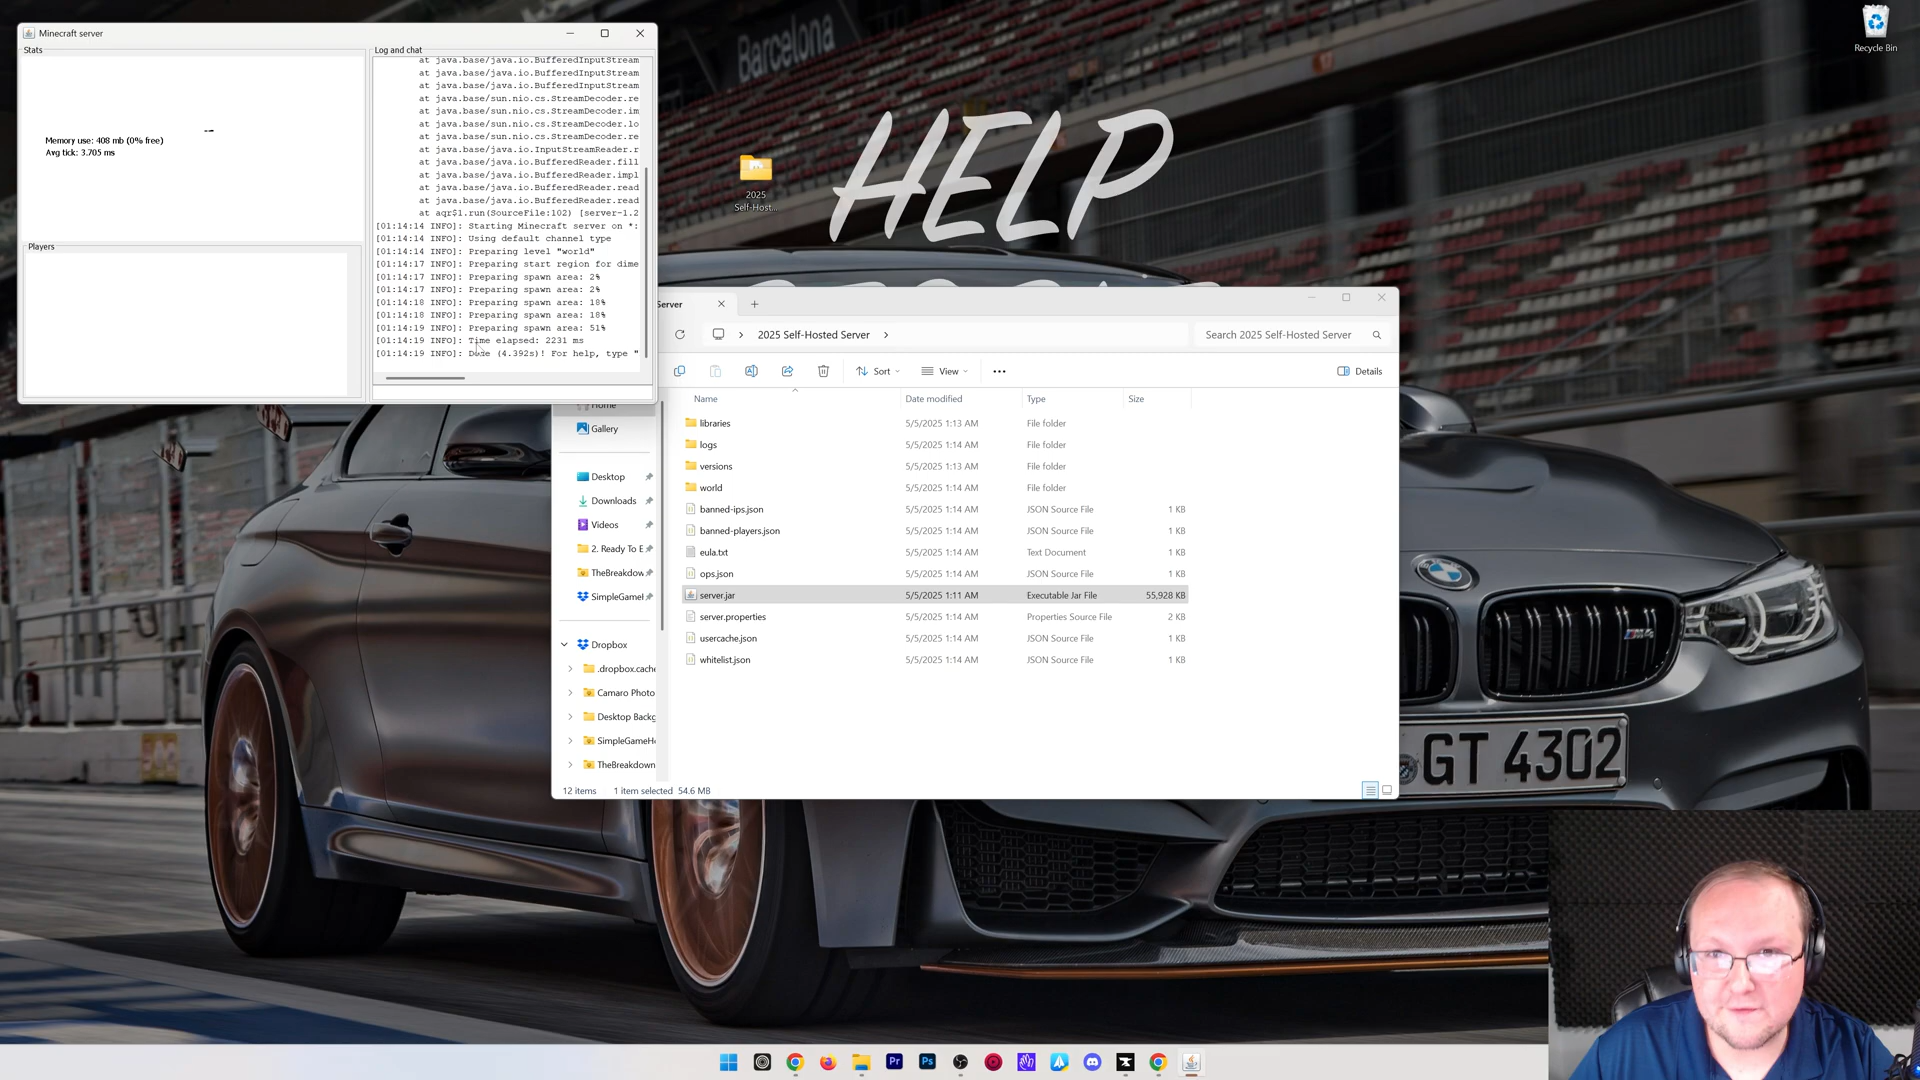 Minecraft server
Stats
Memory use: 408 mb (0% free)
Avg tick: 3.705 ms
Players
Log and chat
at java.base/java.io.BufferedInputStream
at java.base/java.io.BufferedInputStream
at java.base/java.io.BufferedInputStream
at java.base/sun.nio.cs.StreamDecoder.re
at java.base/sun.nio.cs.StreamDecoder.im
at java.base/sun.nio.cs.StreamDecoder.lo
at java.base/sun.nio.cs.StreamDecoder.re
at java.base/java.io.InputStreamReader.r
at java.base/java.io.BufferedReader.fill
at java.base/java.io.BufferedReader.impl
at java.base/java.io.BufferedReader.read
at java.base/java.io.BufferedReader.read
at aqr$1.run(SourceFile:102) [server-1.2
[01:14:14 INFO]: Starting Minecraft server on *:
[01:14:14 INFO]: Using default channel type
[01:14:14 INFO]: Preparing level "world"
[01:14:17 INFO]: Preparing start region for dime
[01:14:17 INFO]: Preparing spawn area: 2%
[01:14:17 INFO]: Preparing spawn area: 2%
[01:14:18 INFO]: Preparing spawn area: 18%
[01:14:18 INFO]: Preparing spawn area: 18%
[01:14:19 INFO]: Preparing spawn area: 51%
[01:14:19 INFO]: Time elapsed: 2231 ms
[01:14:19 INFO]: Done (4.392s)! For help, type "
Barcelona
HELP
2025
Self-Host...
Recycle Bin
Server
2025 Self-Hosted Server
Search 2025 Self-Hosted Server
Sort
View
Details
Home
Gallery
Desktop
Downloads
Videos
2. Ready To E
TheBreakdow
SimpleGameH
Dropbox
.dropbox.cache
Camaro Photo
Desktop Backg
SimpleGameHo
TheBreakdown
Name Date modified Type Size
libraries 5/5/2025 1:13 AM File folder
logs 5/5/2025 1:14 AM File folder
versions 5/5/2025 1:13 AM File folder
world 5/5/2025 1:14 AM File folder
banned-ips.json 5/5/2025 1:14 AM JSON Source File 1 KB
banned-players.json 5/5/2025 1:14 AM JSON Source File 1 KB
eula.txt 5/5/2025 1:14 AM Text Document 1 KB
ops.json 5/5/2025 1:14 AM JSON Source File 1 KB
server.jar 5/5/2025 1:11 AM Executable Jar File 55,928 KB
server.properties 5/5/2025 1:14 AM Properties Source File 2 KB
usercache.json 5/5/2025 1:14 AM JSON Source File 1 KB
whitelist.json 5/5/2025 1:14 AM JSON Source File 1 KB
12 items 1 item selected 54.6 MB
BMW
M4
GT 4302
Pr
Ps